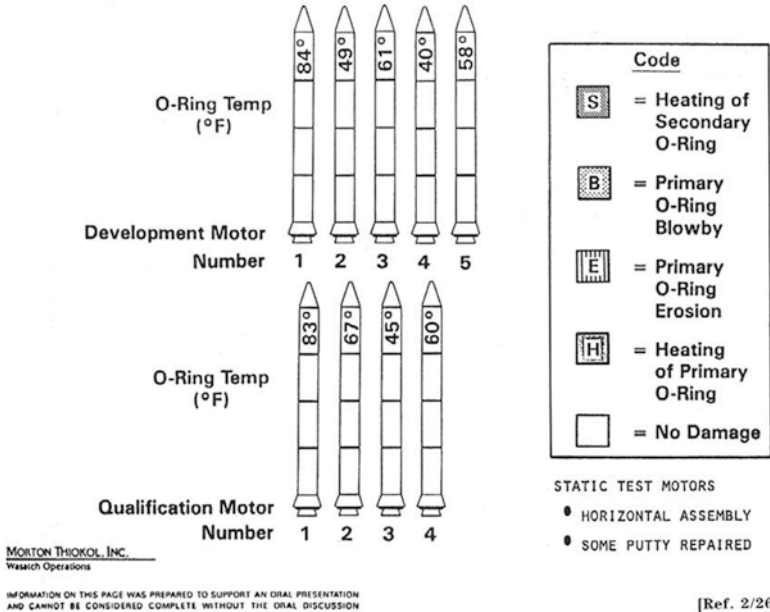 84° 49° 61° 40° 58°
O-Ring Temp
(°F)
Development Motor
Number 1 2 3 4 5
83° 67° 45° 60°
O-Ring Temp
(°F)
Qualification Motor
Number 1 2 3 4
Code
S = Heating of
Secondary
O-Ring
B = Primary
O-Ring
Blowby
E = Primary
O-Ring
Erosion
H = Heating
of Primary
O-Ring
= No Damage
STATIC TEST MOTORS
• HORIZONTAL ASSEMBLY
• SOME PUTTY REPAIRED
MORTON THIOKOL, INC.
Wasatch Operations
INFORMATION ON THIS PAGE WAS PREPARED TO SUPPORT AN ORAL PRESENTATION
AND CANNOT BE CONSIDERED COMPLETE WITHOUT THE ORAL DISCUSSION
[Ref. 2/26